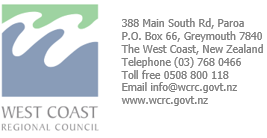 388 Main South Rd, Paroa
P.O. Box 66, Greymouth 7840
The West Coast, New Zealand
Telephone (03) 768 0466
Toll free 0508 800 118
Email info@wcrc.govt.nz
www.wcrc.govt.nz
WEST COAST
REGIONAL COUNCIL